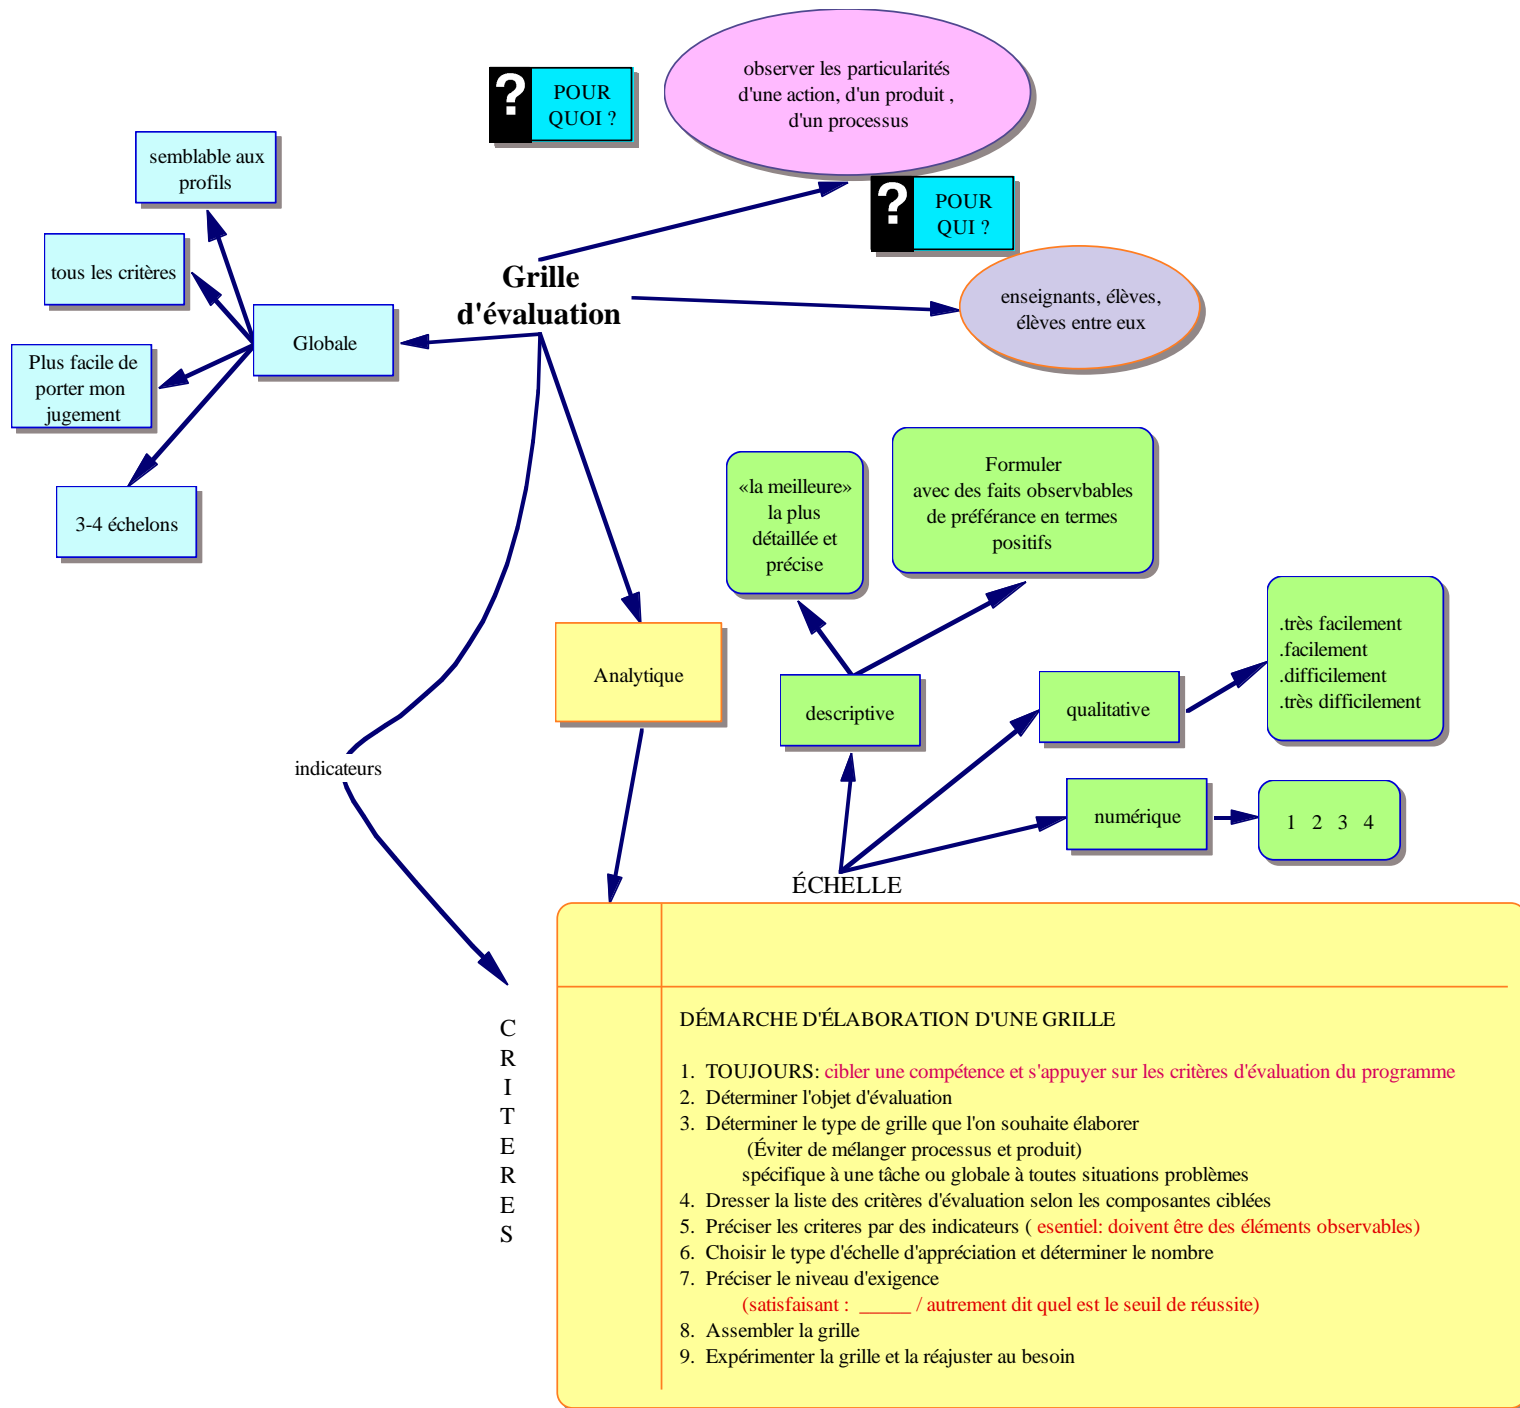 ?
POUR
QUOI ?
observer les particularités
d'une action, d'un produit ,
d'un processus
?
POUR
QUI ?
enseignants, élèves,
élèves entre eux
Grille
d'évaluation
Globale
semblable aux
profils
tous les critères
Plus facile de
porter mon
jugement
3-4 échelons
Analytique
indicateurs
«la meilleure»
la plus
détaillée et
précise
Formuler
avec des faits observbables
de préférance en termes
positifs
descriptive
qualitative
.très facilement
.facilement
.difficilement
.très difficilement
numérique
1 2 3 4
ÉCHELLE
C
R
I
T
E
R
E
S
DÉMARCHE D'ÉLABORATION D'UNE GRILLE
1. TOUJOURS: cibler une compétence et s'appuyer sur les critères d'évaluation du programme
2. Déterminer l'objet d'évaluation
3. Déterminer le type de grille que l'on souhaite élaborer
(Éviter de mélanger processus et produit)
spécifique à une tâche ou globale à toutes situations problèmes
4. Dresser la liste des critères d'évaluation selon les composantes ciblées
5. Préciser les criteres par des indicateurs ( esentiel: doivent être des éléments observables)
6. Choisir le type d'échelle d'appréciation et déterminer le nombre
7. Préciser le niveau d'exigence
(satisfaisant : _____ / autrement dit quel est le seuil de réussite)
8. Assembler la grille
9. Expérimenter la grille et la réajuster au besoin